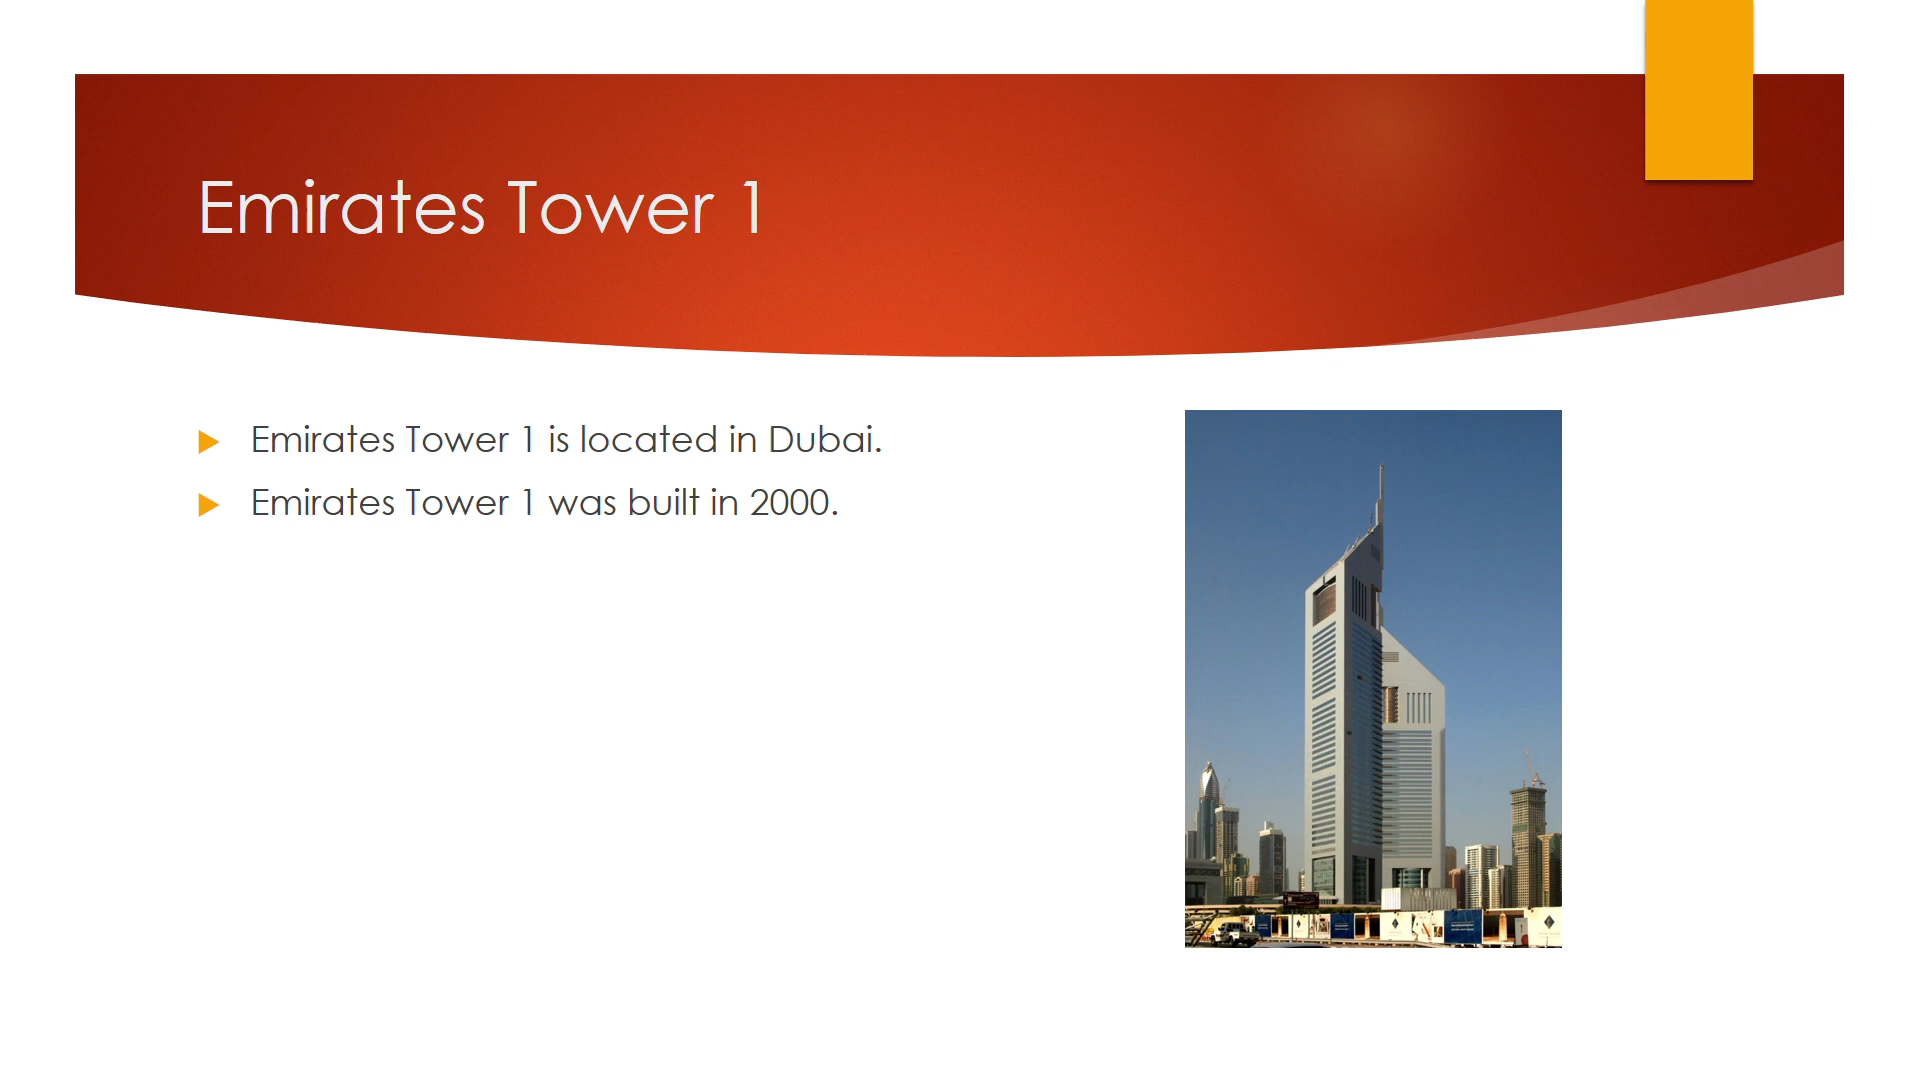 Emirates Tower 1
Emirates Tower 1 is located in Dubai.
Emirates Tower 1 was built in 2000.